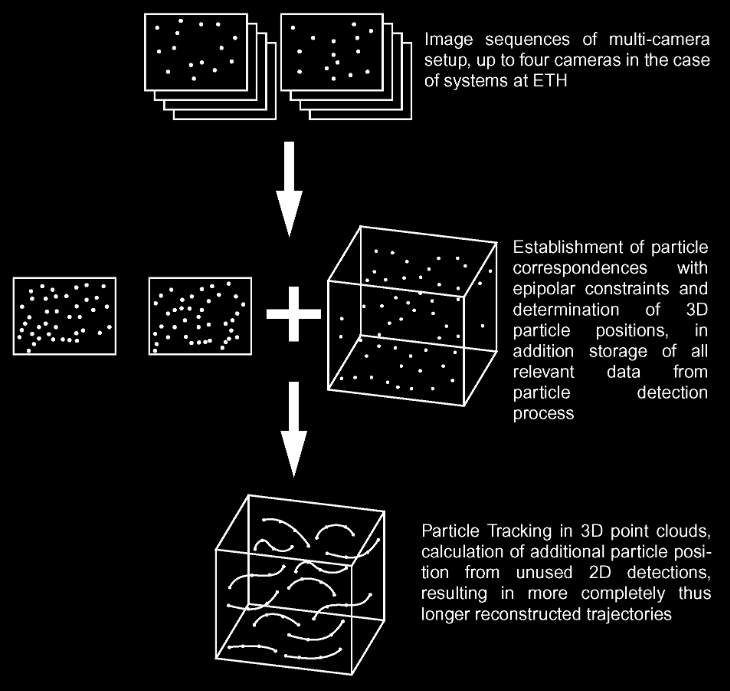 Image sequences of multi-camera
setup, up to four cameras in the case
of systems at ETH
Establishment of particle
correspondences with
epipolar constraints and
determination of 3D
particle positions, in
addition storage of all
relevant data from
particle detection
process
Particle Tracking in 3D point clouds,
calculation of additional particle posi-
tion from unused 2D detections,
resulting in more completely thus
longer reconstructed trajectories